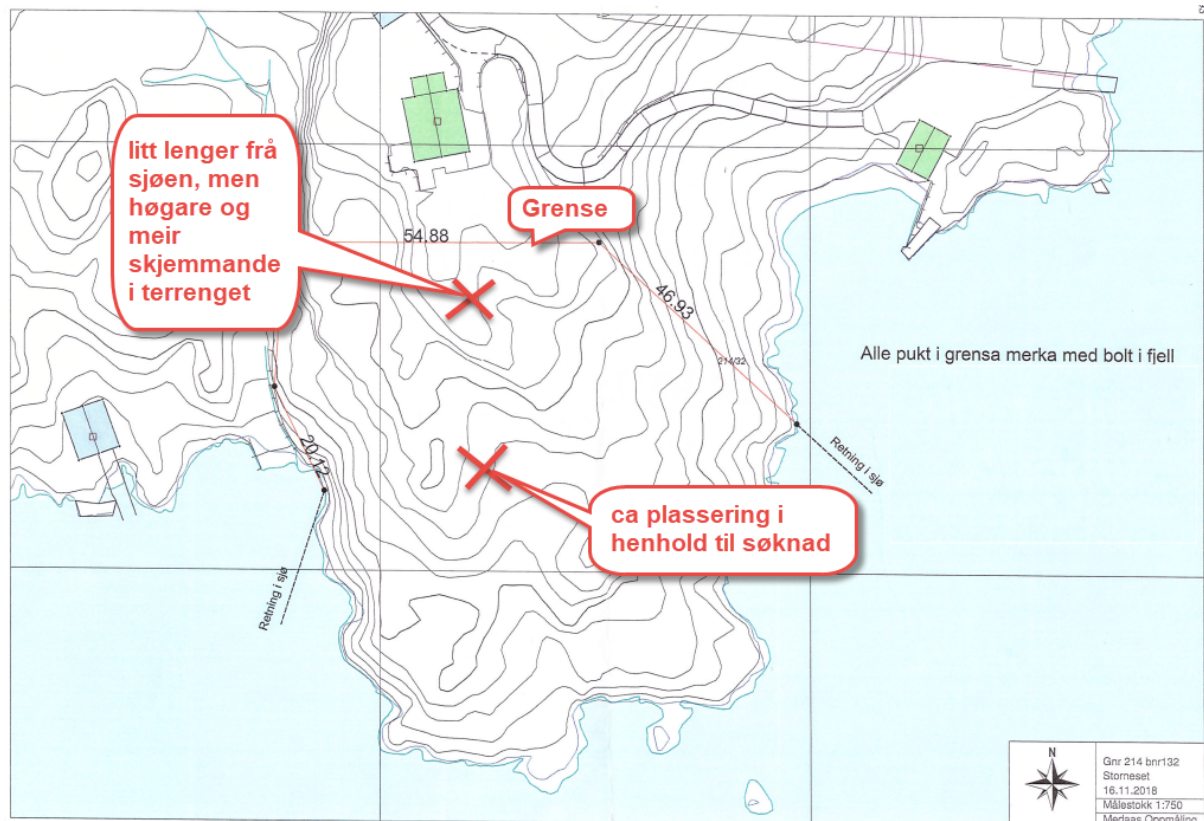 litt lenger frå
sjøen, men
høgare og
meir
skjemmande
i terrenget
Grense
54.88
46.93
214/32
Alle pukt i grensa merka med bolt i fjell
20.12
Retning i sjø
ca plassering i
henhold til søknad
Retning i sjø
N
Gnr 214 bnr132
Storneset
16.11.2018
Målestokk 1:750
Medaas Oppmåling